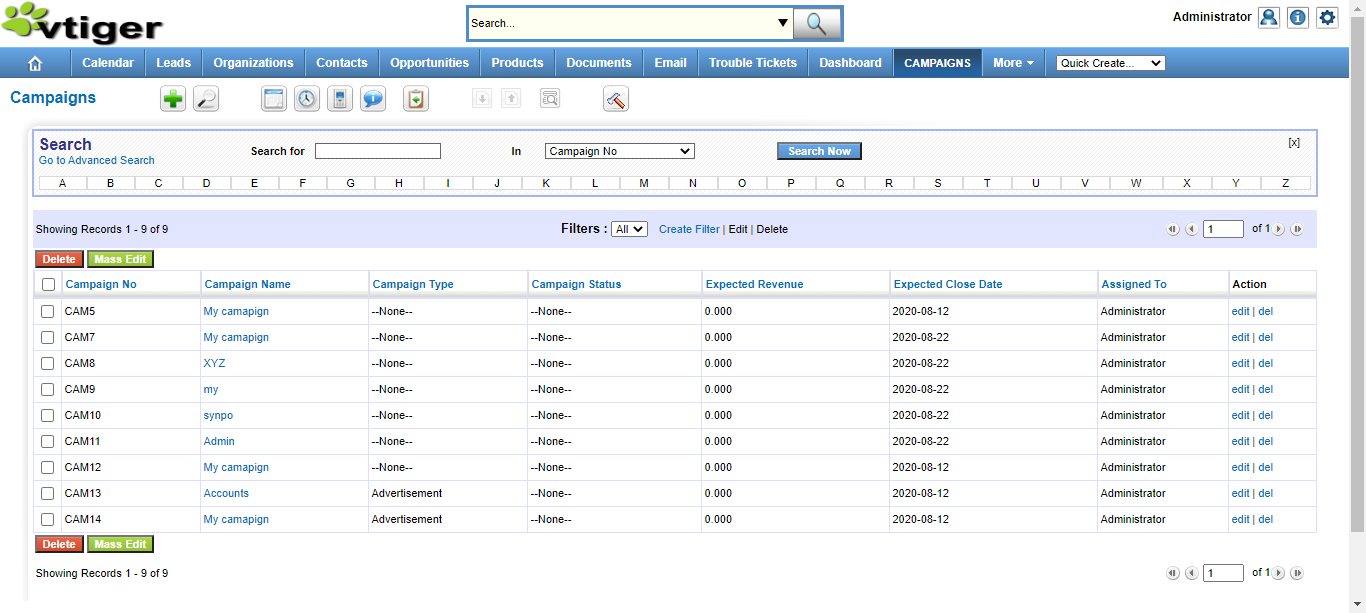 vtiger
Search...
Administrator
Calendar Leads Organizations Contacts Opportunities Products Documents Email Trouble Tickets Dashboard CAMPAIGNS More Quick Create...
Campaigns
Search
Go to Advanced Search
Search for In Campaign No Search Now [X]
A B C D E F G H I J K L M N O P Q R S T U V W X Y Z
Showing Records 1 - 9 of 9 Filters : All Create Filter | Edit | Delete 1 of 1
Delete Mass Edit
Campaign No Campaign Name Campaign Type Campaign Status Expected Revenue Expected Close Date Assigned To Action
CAM5 My camapign --None-- --None-- 0.000 2020-08-12 Administrator edit | del
CAM7 My camapign --None-- --None-- 0.000 2020-08-22 Administrator edit | del
CAM8 XYZ --None-- --None-- 0.000 2020-08-22 Administrator edit | del
CAM9 my --None-- --None-- 0.000 2020-08-22 Administrator edit | del
CAM10 synpo --None-- --None-- 0.000 2020-08-22 Administrator edit | del
CAM11 Admin --None-- --None-- 0.000 2020-08-22 Administrator edit | del
CAM12 My camapign --None-- --None-- 0.000 2020-08-12 Administrator edit | del
CAM13 Accounts Advertisement --None-- 0.000 2020-08-12 Administrator edit | del
CAM14 My camapign Advertisement --None-- 0.000 2020-08-12 Administrator edit | del
Delete Mass Edit
Showing Records 1 - 9 of 9 1 of 1